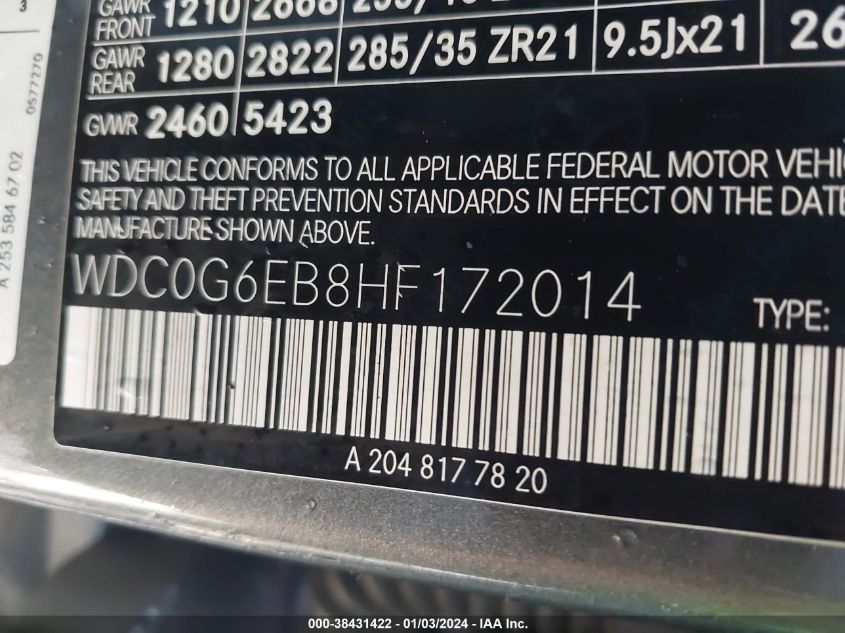 GAWR
FRONT 1210 2668
GAWR
REAR 1280 2822 285/35 ZR21 9.5Jx21 26
GVWR 2460 5423
THIS VEHICLE CONFORMS TO ALL APPLICABLE FEDERAL MOTOR VEHI
SAFETY AND THEFT PREVENTION STANDARDS IN EFFECT ON THE DATE
MANUFACTURE SHOWN ABOVE.
WDC0G6EB8HF172014
TYPE:
A 204 817 78 20
A 253 584 67 02
0577270
3
000-38431422 - 01/03/2024 - IAA Inc.